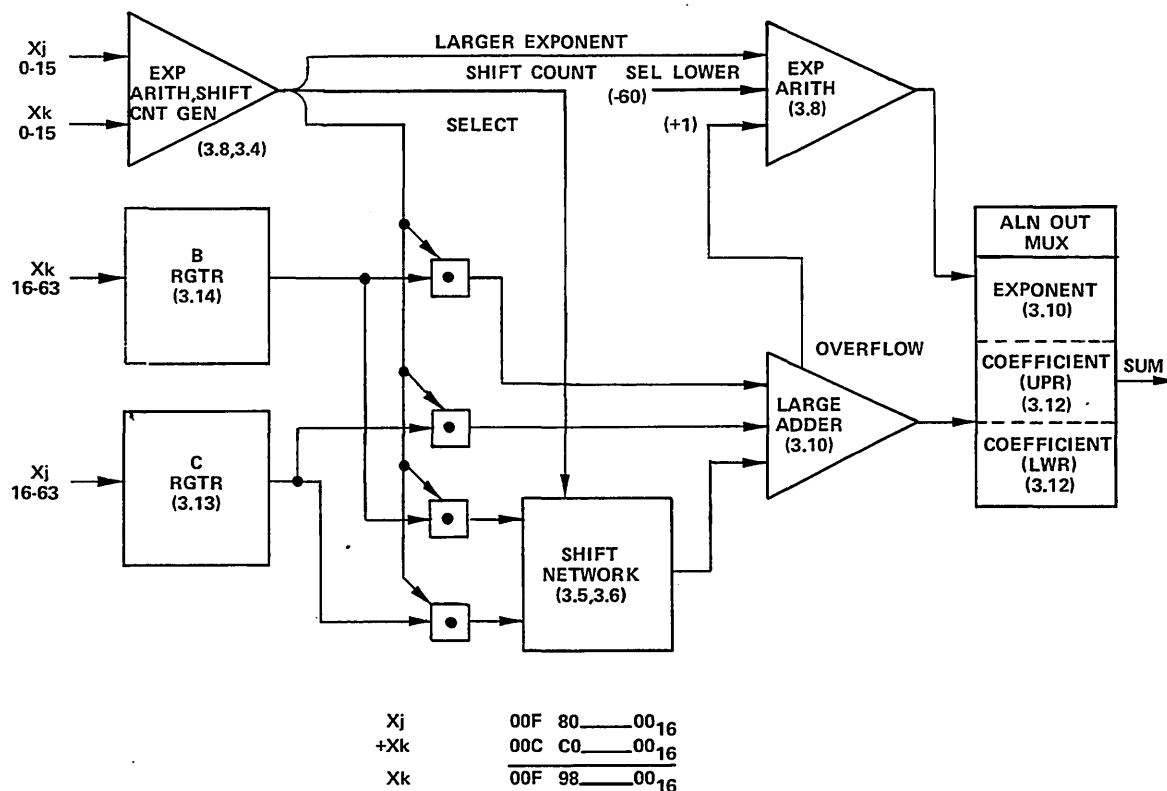 Xj
0-15
Xk
0-15
EXP
ARITH,SHIFT
CNT GEN
(3.8,3.4)
LARGER EXPONENT
SHIFT COUNT
SELECT
SEL LOWER
(-60)
(+1)
EXP
ARITH
(3.8)
Xk
16-63
B
RGTR
(3.14)
Xj
16-63
C
RGTR
(3.13)
SHIFT
NETWORK
(3.5,3.6)
OVERFLOW
LARGE
ADDER
(3.10)
ALN OUT
MUX
EXPONENT
(3.10)
COEFFICIENT
(UPR)
(3.12)
COEFFICIENT
(LWR)
(3.12)
SUM
Xj 00F 80____00₁₆
+Xk 00C C0____00₁₆
Xk 00F 98____00₁₆